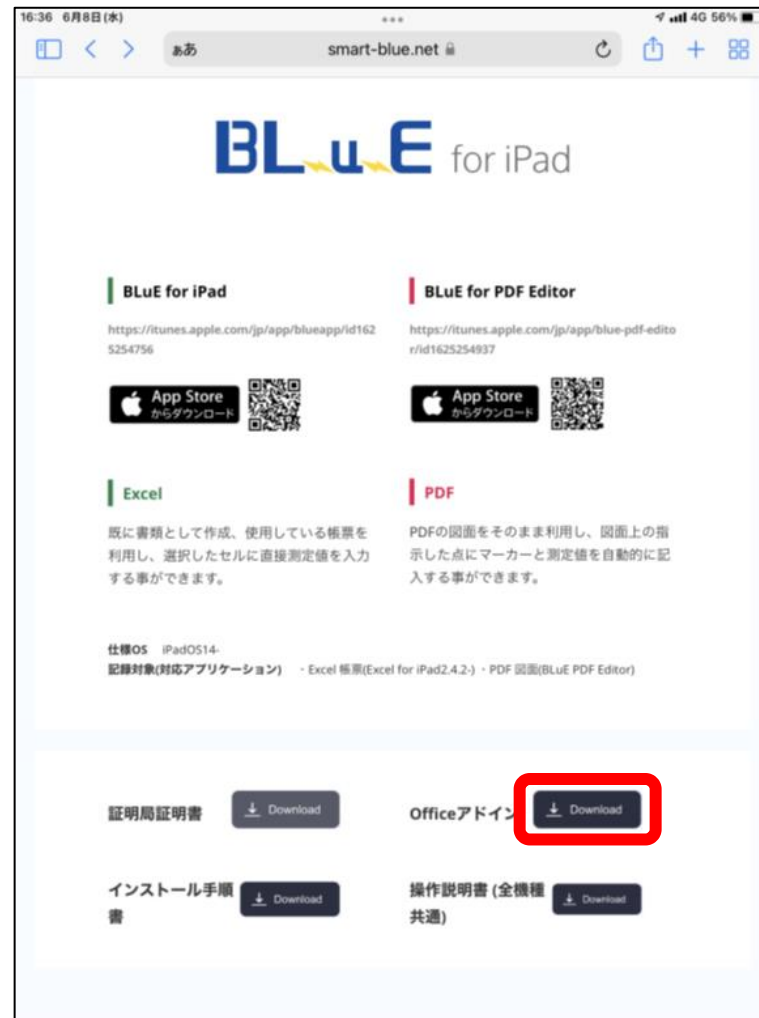 16:36 6月8日(水)
4G 56%
ぁあ
smart-blue.net
BLuE for iPad
BLuE for iPad
https://itunes.apple.com/jp/app/blueapp/id162
5254756
App Store
からダウンロード
BLuE for PDF Editor
https://itunes.apple.com/jp/app/blue-pdf-edito
r/id1625254937
App Store
からダウンロード
Excel
既に書類として作成、使用している帳票を
利用し、選択したセルに直接測定値を入力
する事ができます。
PDF
PDFの図面をそのまま利用し、図面上の指
示した点にマーカーと測定値を自動的に記
入する事ができます。
仕様OS iPadOS14-
記録対象(対応アプリケーション) ・Excel 帳票(Excel for iPad2.4.2-) ・PDF 図面(BLuE PDF Editor)
証明局証明書
Download
Officeアドイン
Download
インストール手順
書
Download
操作説明書 (全機種
共通)
Download